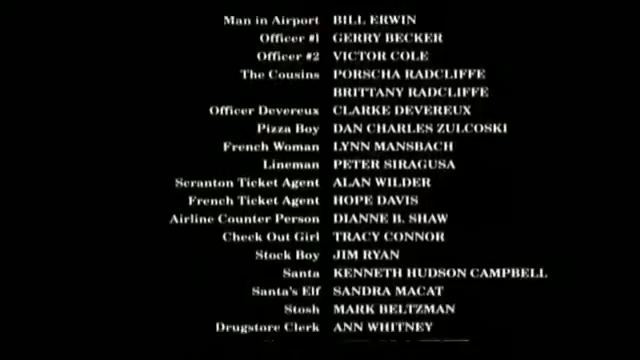 Man in Airport BILL ERWIN
Officer #1 GERRY BECKER
Officer #2 VICTOR COLE
The Cousins PORSCHA RADCLIFFE
BRITTANY RADCLIFFE
Officer Devereux CLARKE DEVEREUX
Pizza Boy DAN CHARLES ZULCOSKI
French Woman LYNN MANSBACH
Lineman PETER SIRAGUSA
Scranton Ticket Agent ALAN WILDER
French Ticket Agent HOPE DAVIS
Airline Counter Person DIANNE B. SHAW
Check Out Girl TRACY CONNOR
Stock Boy JIM RYAN
Santa KENNETH HUDSON CAMPBELL
Santa's Elf SANDRA MACAT
Stosh MARK BELTZMAN
Drugstore Clerk ANN WHITNEY